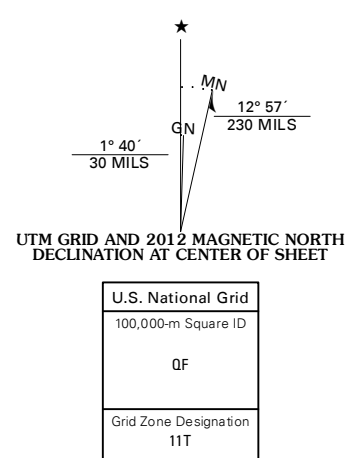 ★
MN
12° 57´
230 MILS
GN
1° 40´
30 MILS
UTM GRID AND 2012 MAGNETIC NORTH
DECLINATION AT CENTER OF SHEET
U.S. National Grid
100,000-m Square ID
QF
Grid Zone Designation
11T